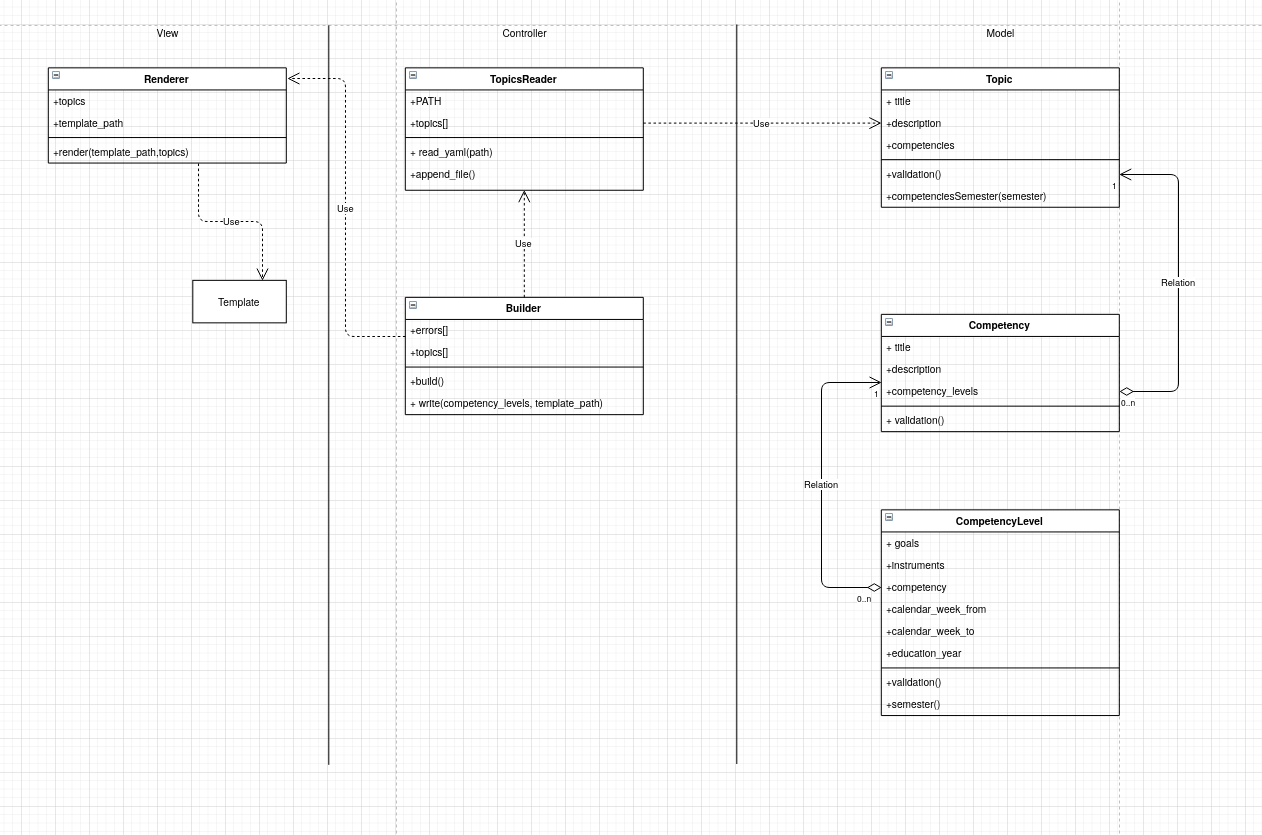 View
Controller
Model
Renderer
+topics
+template_path
+render(template_path,topics)
Use
Template
Use
TopicsReader
+PATH
+topics[]
+ read_yaml(path)
+append_file()
Use
Use
Builder
+errors[]
+topics[]
+build()
+ write(competency_levels, template_path)
Topic
+ title
+description
+competencies
+validation()
+competenciesSemester(semester)
1
Relation
Competency
+ title
+description
+competency_levels
+ validation()
1
0..n
Relation
CompetencyLevel
+ goals
+instruments
+competency
+calendar_week_from
+calendar_week_to
+education_year
+validation()
+semester()
0..n